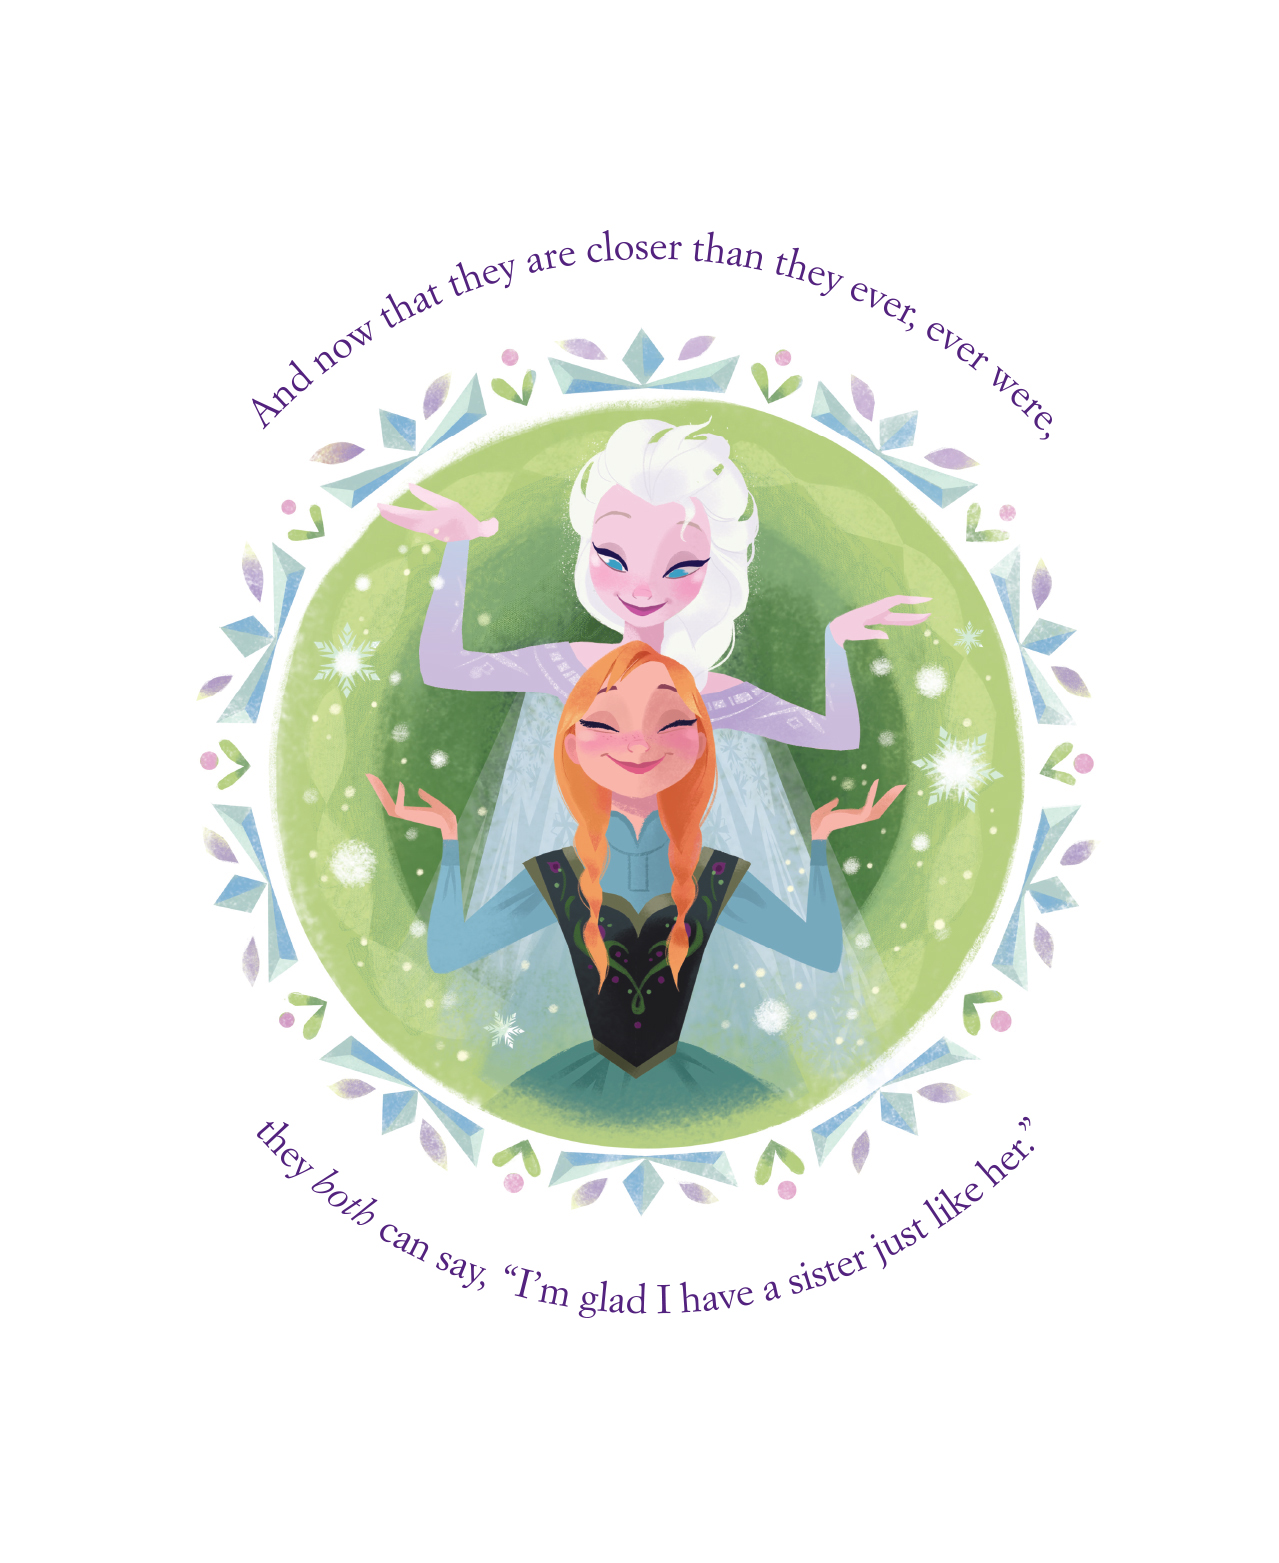 And now that they are closer than they ever, ever were,
they both can say, “I’m glad I have a sister just like her.”